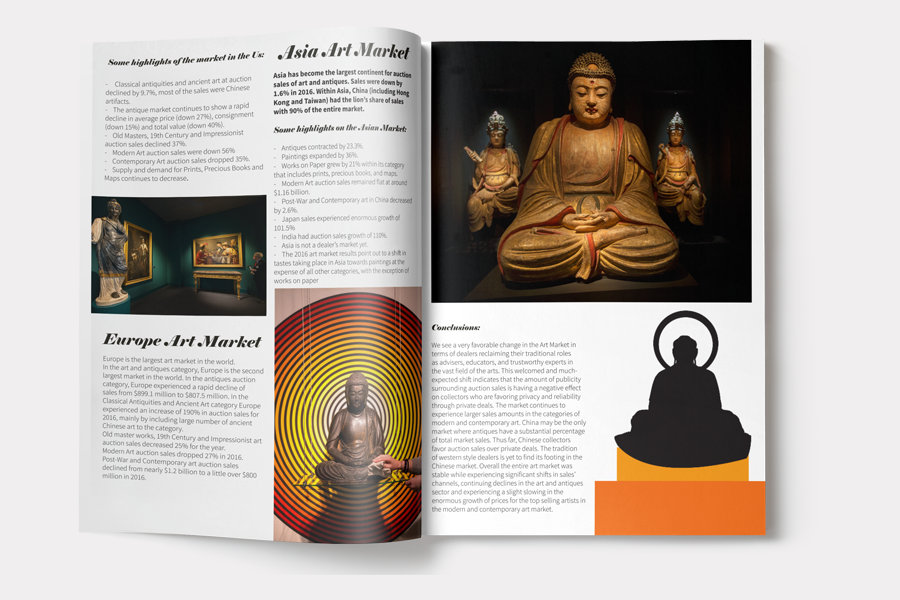 Some highlights of the market in the Us:
- Classical antiquities and ancient art at auction
declined by 9.7%, most of the sales were Chinese
artifacts.
- The antique market continues to show a rapid
decline in average price (down 27%), consignment
(down 15%) and total value (down 40%).
- Old Masters, 19th Century and Impressionist
auction sales declined 37%.
- Modern Art auction sales were down 56%
- Contemporary Art auction sales dropped 35%.
- Supply and demand for Prints, Precious Books and
Maps continues to decrease.
Europe Art Market
Europe is the largest art market in the world.
In the art and antiques category, Europe is the second
largest market in the world. In the antiques auction
category, Europe experienced a rapid decline of
sales from $899.1 million to $807.5 million. In the
Classical Antiquities and Ancient Art category Europe
experienced an increase of 190% in auction sales for
2016, mainly by including large number of ancient
Chinese art to the category.
Old master works, 19th Century and Impressionist art
auction sales decreased 25% for the year.
Modern Art auction sales dropped 27% in 2016.
Post-War and Contemporary art auction sales
declined from nearly $1.2 billion to a little over $800
million in 2016.
Asia Art Market
Asia has become the largest continent for auction
sales of art and antiques. Sales were down by
1.6% in 2016. Within Asia, China (including Hong
Kong and Taiwan) had the lion's share of sales
with 90% of the entire market.
Some highlights on the Asian Market:
- Antiques contracted by 23.3%.
- Paintings expanded by 36%.
- Works on Paper grew by 21% within its category
that includes prints, precious books, and maps.
- Modern Art auction sales remained flat at around
$1.16 billion.
- Post-War and Contemporary art in China decreased
by 2.6%.
- Japan sales experienced enormous growth of
101.5%
- India had auction sales growth of 110%.
- Asia is not a dealer's market yet.
- The 2016 art market results point out to a shift in
tastes taking place in Asia towards paintings at the
expense of all other categories, with the exception of
works on paper
Conclusions:
We see a very favorable change in the Art Market in
terms of dealers reclaiming their traditional roles
as advisers, educators, and trustworthy experts in
the vast field of the arts. This welcomed and much-
expected shift indicates that the amount of publicity
surrounding auction sales is having a negative effect
on collectors who are favoring privacy and reliability
through private deals. The market continues to
experience larger sales amounts in the categories of
modern and contemporary art. China may be the only
market where antiques have a substantial percentage
of total market sales. Thus far, Chinese collectors
favor auction sales over private deals. The tradition
of western style dealers is yet to find its footing in the
Chinese market. Overall the entire art market was
stable while experiencing significant shifts in sales'
channels, continuing declines in the art and antiques
sector and experiencing a slight slowing in the
enormous growth of prices for the top selling artists in
the modern and contemporary art market.